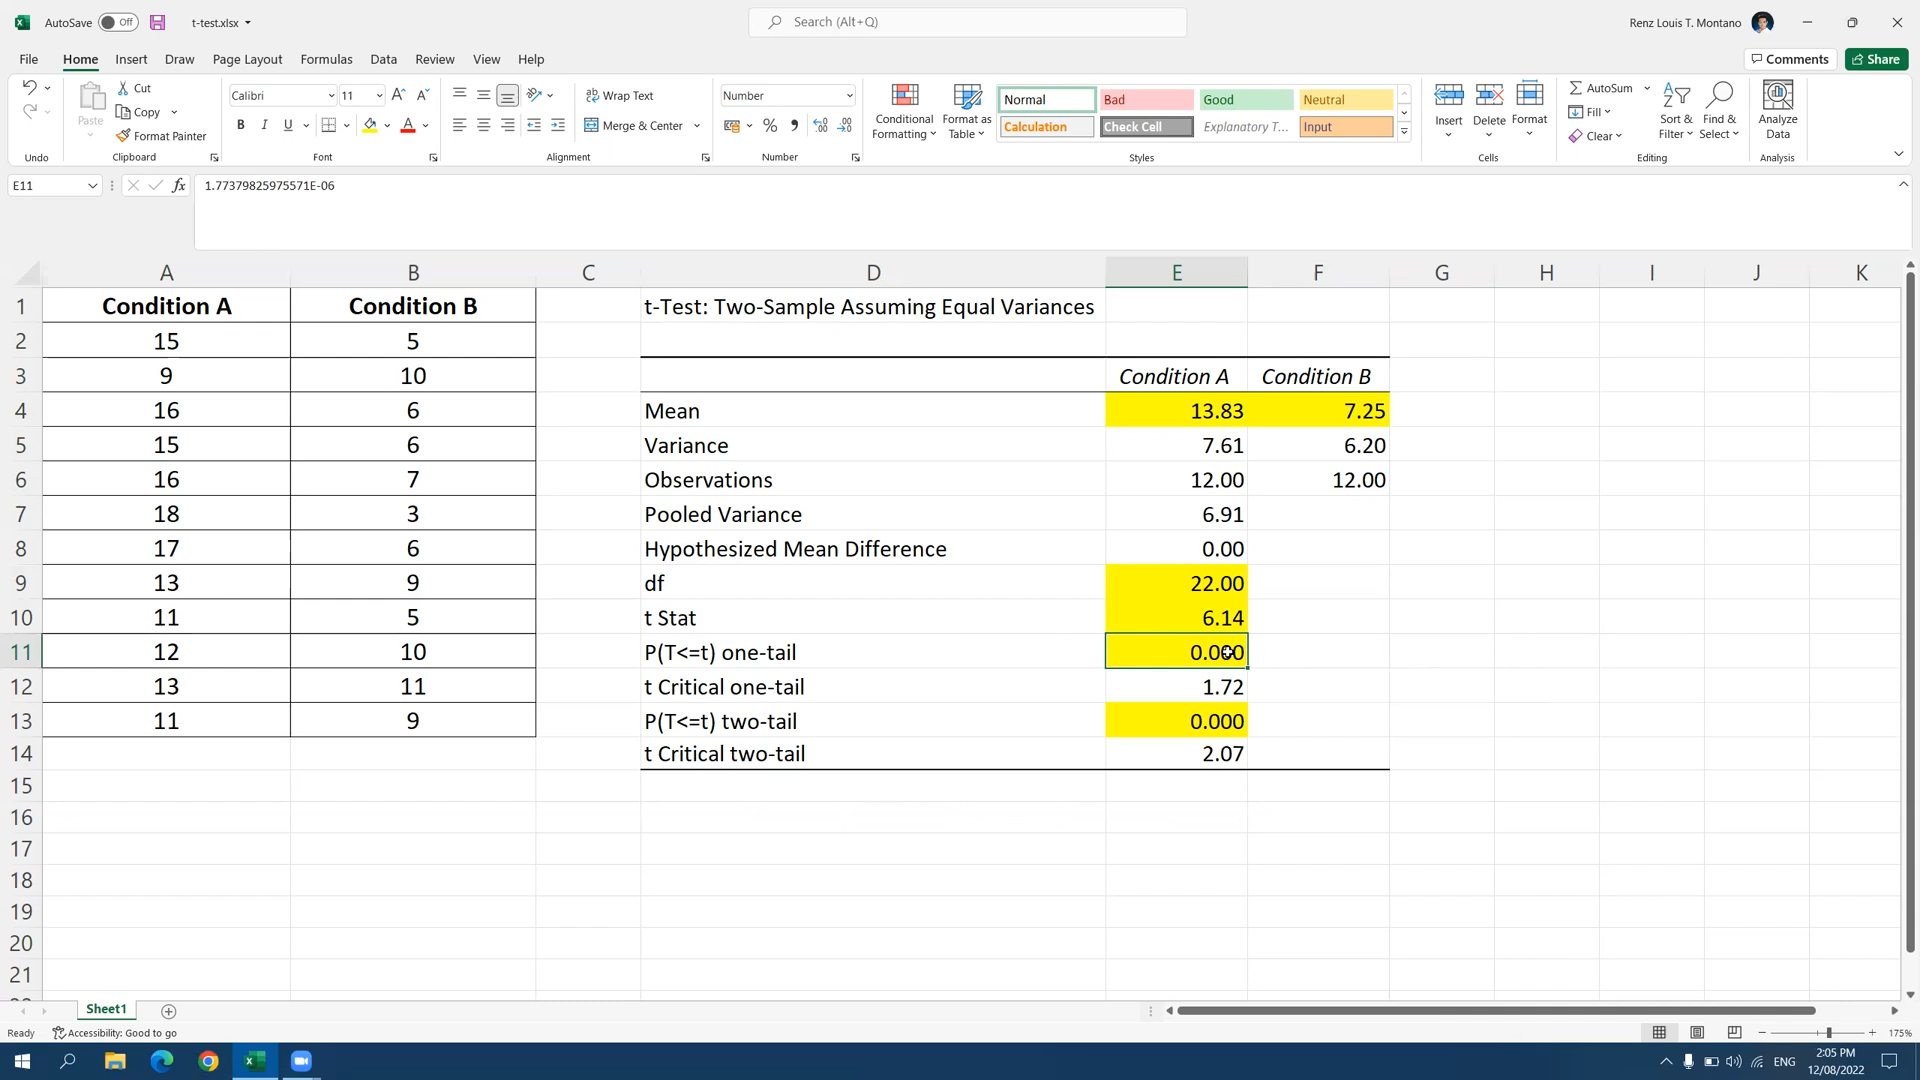 AutoSave Off t-test.xlsx Search (Alt+Q) Renz Louis T. Montano
File Home Insert Draw Page Layout Formulas Data Review View Help Comments Share
Cut Calibri 11 Wrap Text Number Normal Bad Good Neutral AutoSum
Paste Copy Conditional Formatting Format as Table Insert Delete Format Fill Sort & Filter Find & Select Analyze Data
Format Painter B I U Merge & Center % , Calculation Check Cell Explanatory T... Input Clear
Undo Clipboard Font Alignment Number Styles Cells Editing Analysis
E11 fx 1.77379825975571E-06
A B C D E F G H I J K
1 Condition A Condition B t-Test: Two-Sample Assuming Equal Variances
2 15 5
3 9 10 Condition A Condition B
4 16 6 Mean 13.83 7.25
5 15 6 Variance 7.61 6.20
6 16 7 Observations 12.00 12.00
7 18 3 Pooled Variance 6.91
8 17 6 Hypothesized Mean Difference 0.00
9 13 9 df 22.00
10 11 5 t Stat 6.14
11 12 10 P(T<=t) one-tail 0.000
12 13 11 t Critical one-tail 1.72
13 11 9 P(T<=t) two-tail 0.000
14 t Critical two-tail 2.07
15
16
17
18
19
20
21
Sheet1
Ready Accessibility: Good to go 175%
ENG 2:05 PM
12/08/2022